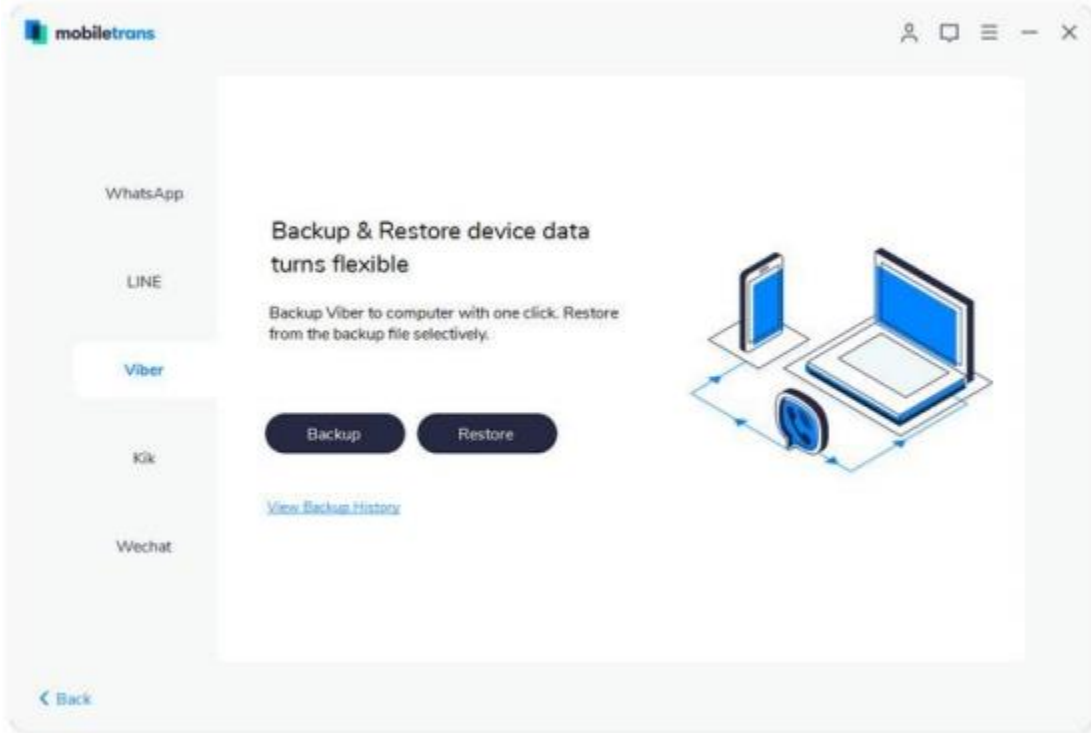 mobiletrans
WhatsApp
LINE
Viber
Kik
Wechat
Backup & Restore device data
turns flexible
Backup Viber to computer with one click. Restore
from the backup file selectively.
Backup Restore
View Backup History
Back